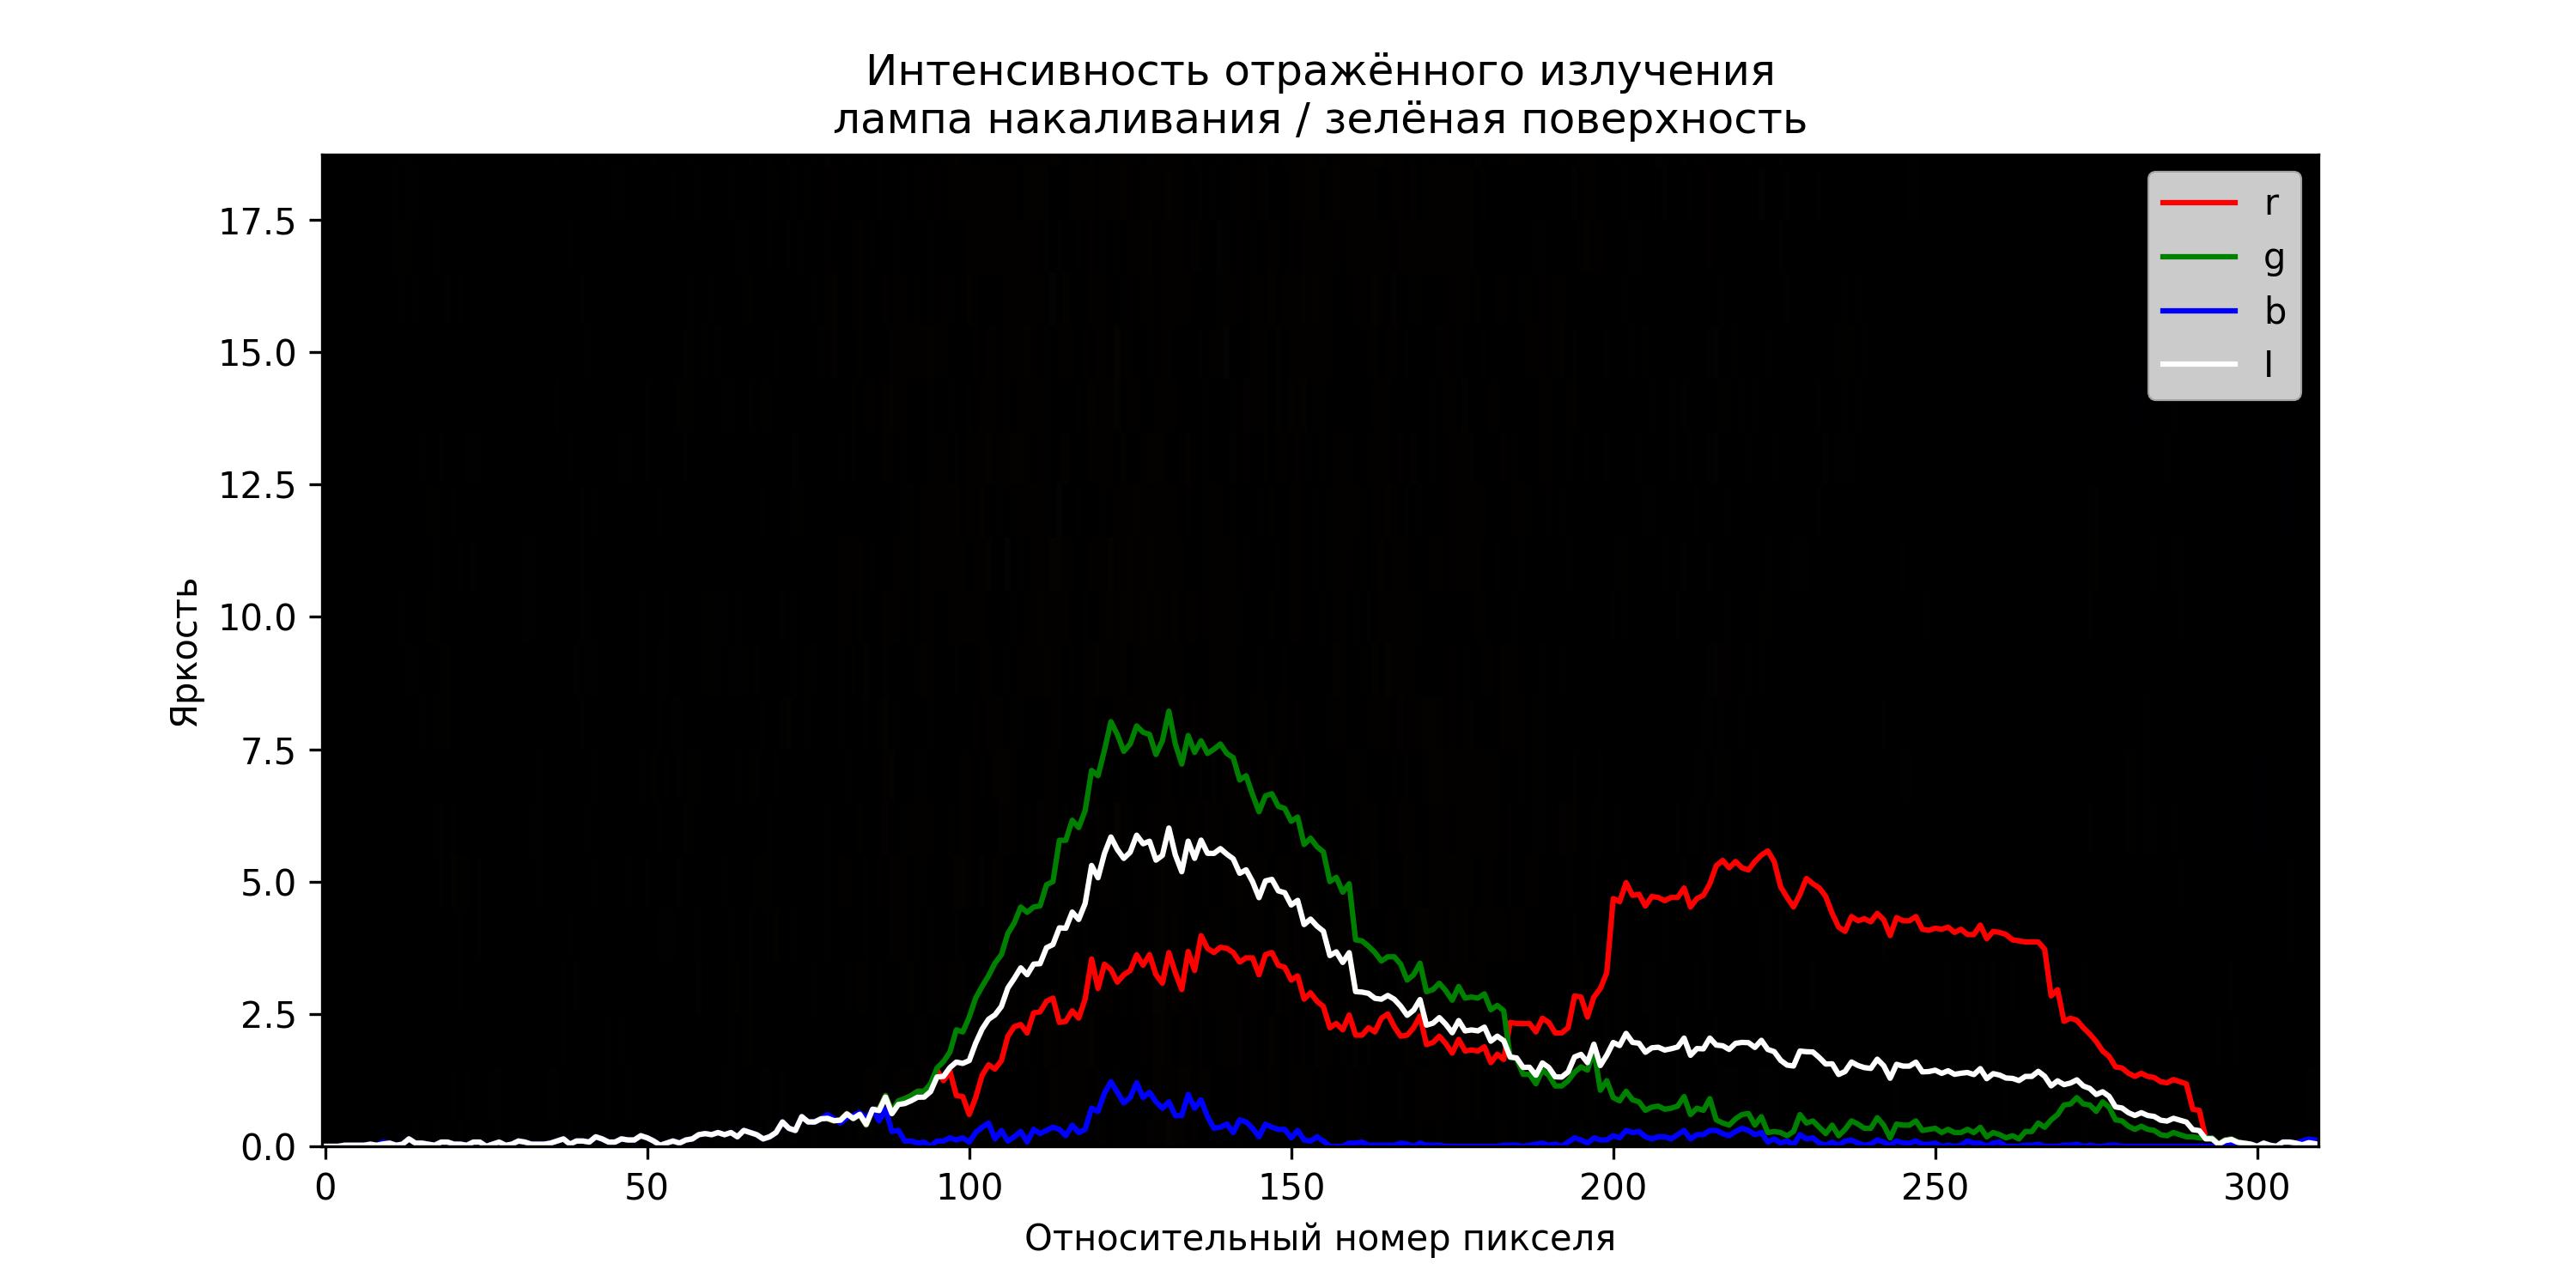 Интенсивность отражённого излучения
лампа накаливания / зелёная поверхность
r
g
b
l
Яркость
17.5
15.0
12.5
10.0
7.5
5.0
2.5
0.0
0 50 100 150 200 250 300
Относительный номер пикселя